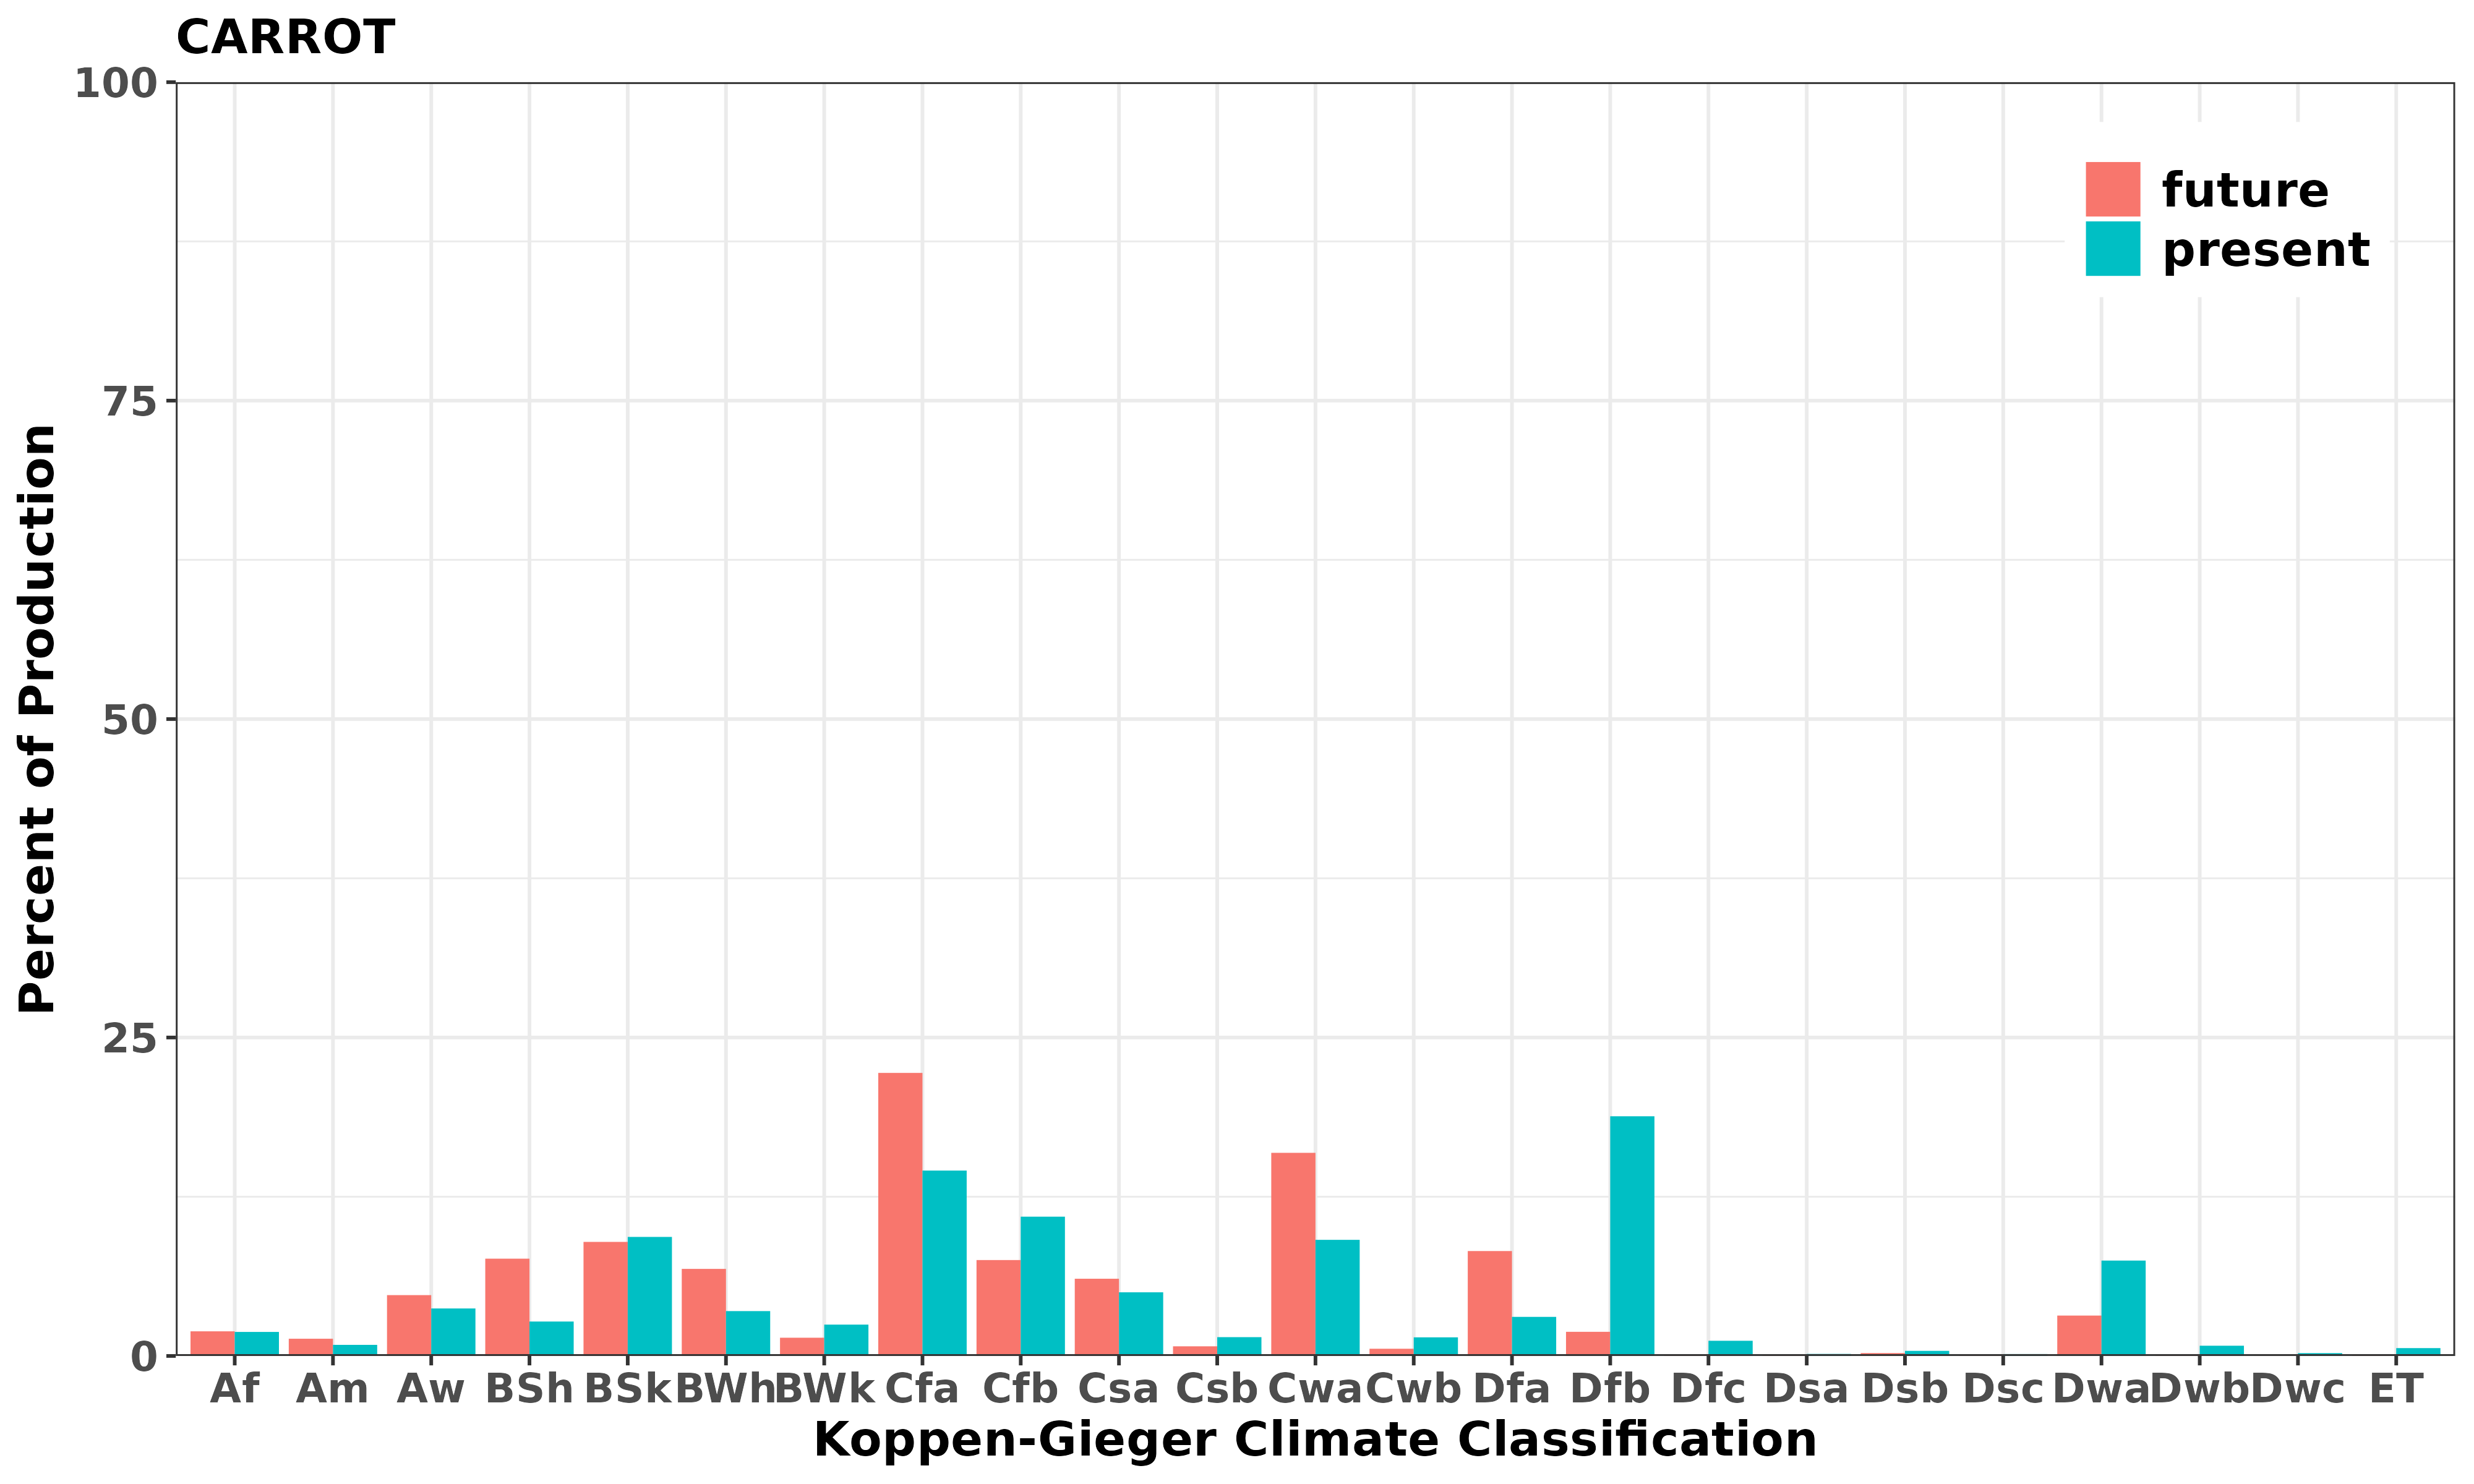 CARROT
100
75
50
25
0
Percent of Production
future
present
Af Am Aw BSh BSk BWh BWk Cfa Cfb Csa Csb Cwa Cwb Dfa Dfb Dfc Dsa Dsb Dsc Dwa Dwb Dwc ET
Koppen-Gieger Climate Classification